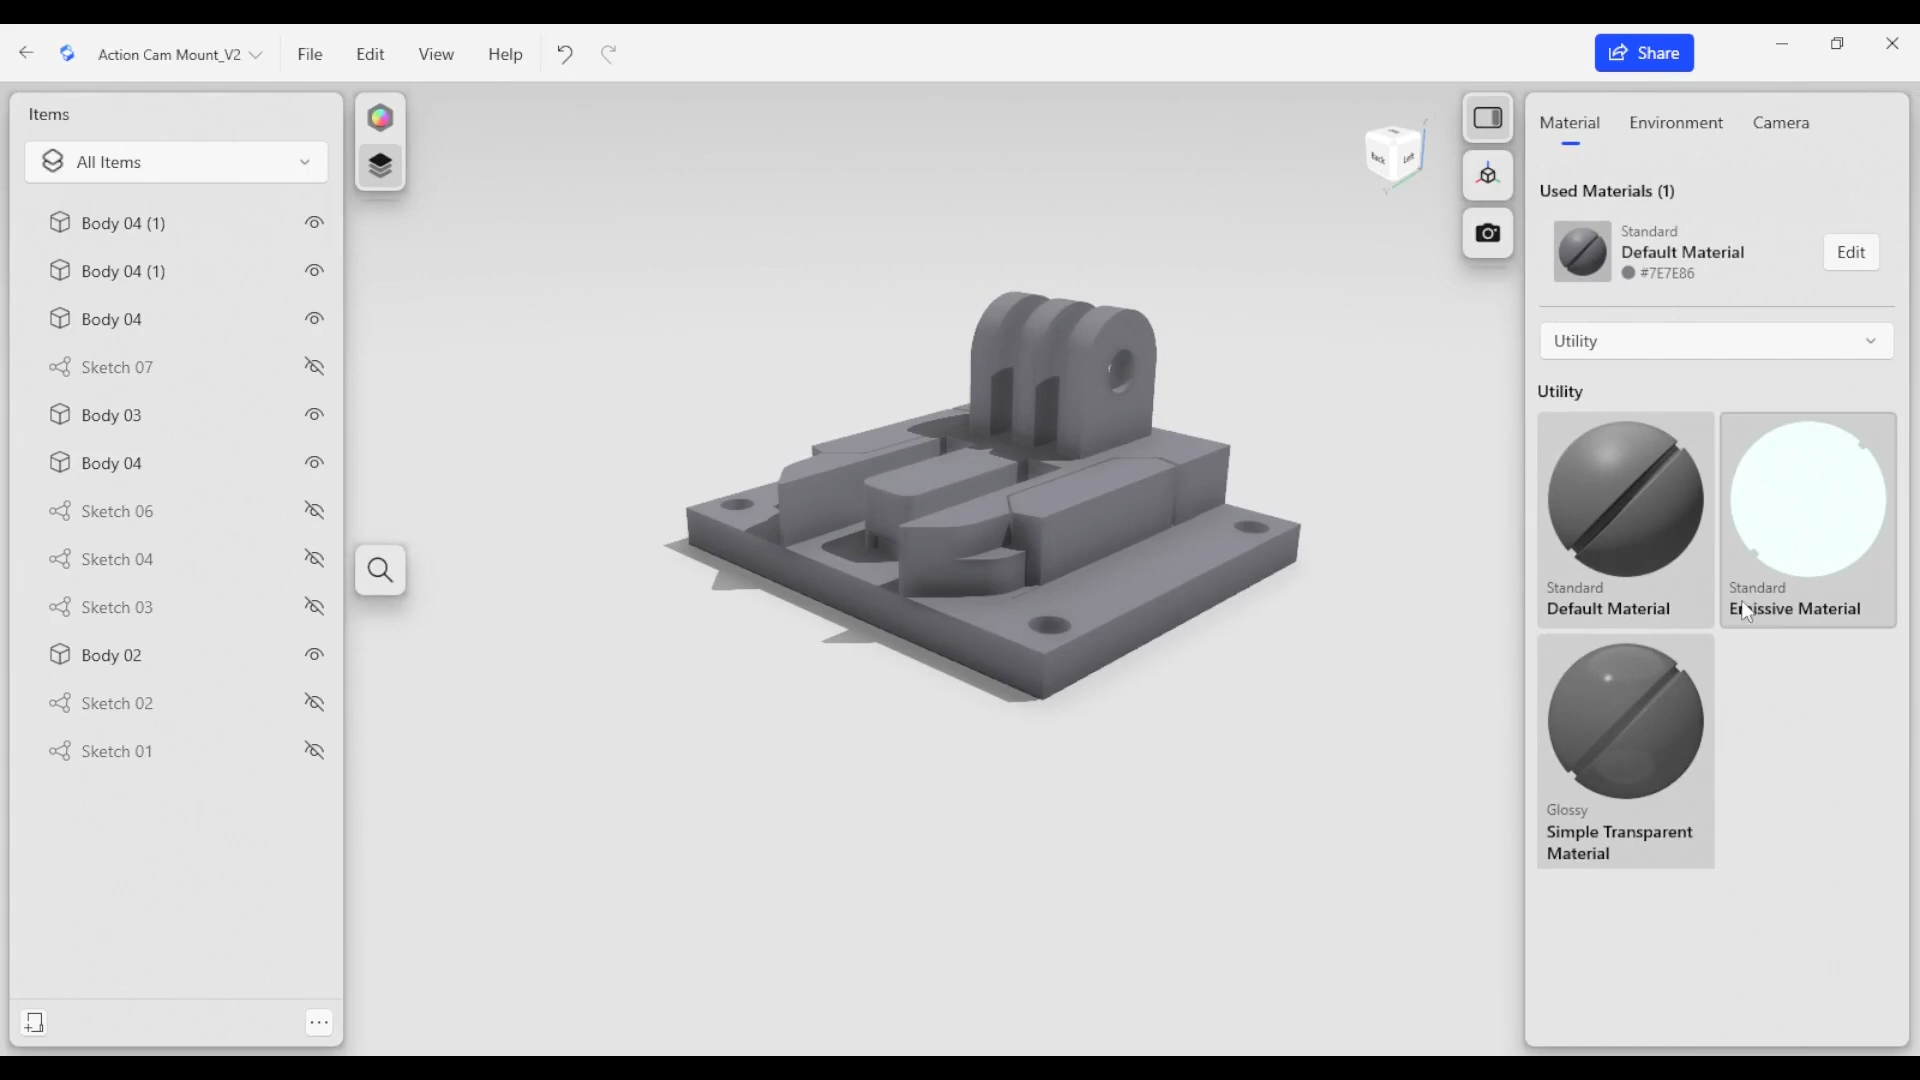 Action Cam Mount_V2
File
Edit
View
Help
Share
Items
All Items
Body 04 (1)
Body 04 (1)
Body 04
Sketch 07
Body 03
Body 04
Sketch 06
Sketch 04
Sketch 03
Body 02
Sketch 02
Sketch 01
Back
Left
Material
Environment
Camera
Used Materials (1)
Standard
Default Material
#7E7E86
Edit
Utility
Utility
Standard
Default Material
Standard
Emissive Material
Glossy
Simple Transparent
Material